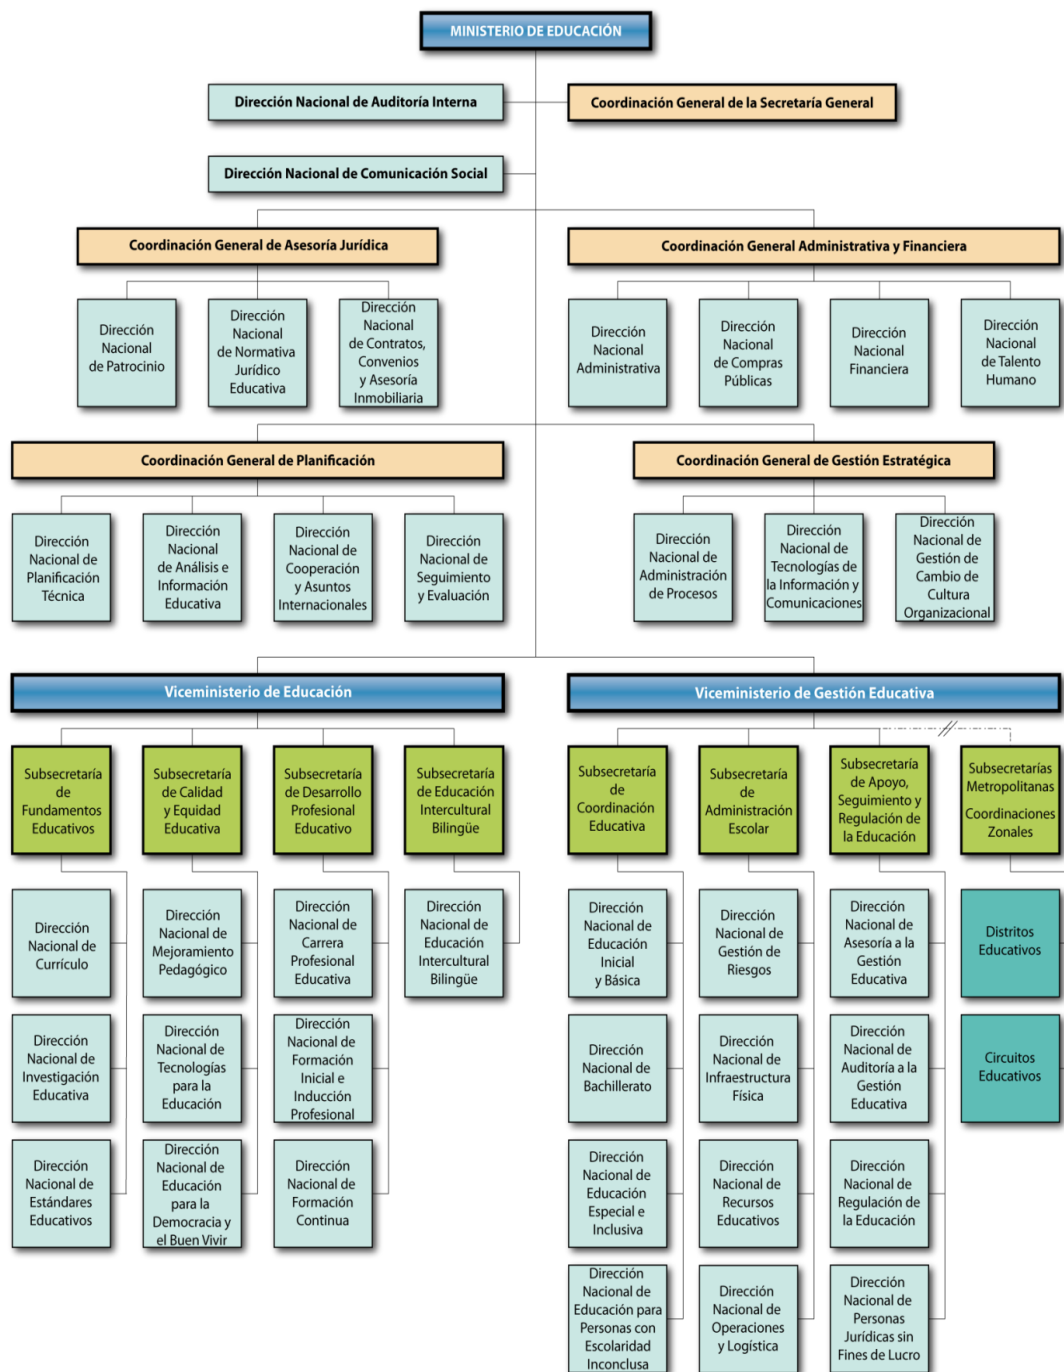 MINISTERIO DE EDUCACIÓN
Dirección Nacional de Auditoría Interna
Coordinación General de la Secretaría General
Dirección Nacional de Comunicación Social
Coordinación General de Asesoría Jurídica
Coordinación General Administrativa y Financiera
Dirección
Nacional
de Patrocinio
Dirección
Nacional
de Normativa
Jurídico
Educativa
Dirección
Nacional
de Contratos,
Convenios
y Asesoría
Inmobiliaria
Dirección
Nacional
Administrativa
Dirección
Nacional
de Compras
Públicas
Dirección
Nacional
Financiera
Dirección
Nacional
de Talento
Humano
Coordinación General de Planificación
Coordinación General de Gestión Estratégica
Dirección
Nacional de
Planificación
Técnica
Dirección
Nacional
de Análisis e
Información
Educativa
Dirección
Nacional de
Cooperación
y Asuntos
Internacionales
Dirección
Nacional de
Seguimiento
y Evaluación
Dirección
Nacional de
Administración
de Procesos
Dirección
Nacional de
Tecnologías de
la Información y
Comunicaciones
Dirección
Nacional de
Gestión de
Cambio de
Cultura
Organizacional
Viceministerio de Educación
Viceministerio de Gestión Educativa
Subsecretaría
de
Fundamentos
Educativos
Subsecretaría
de Calidad
y Equidad
Educativa
Subsecretaría
de Desarrollo
Profesional
Educativo
Subsecretaría
de Educación
Intercultural
Bilingüe
Subsecretaría
de
Coordinación
Educativa
Subsecretaría
de
Administración
Escolar
Subsecretaría
de Apoyo,
Seguimiento y
Regulación de
la Educación
Subsecretarías
Metropolitanas
Coordinaciones
Zonales
Dirección
Nacional de
Currículo
Dirección
Nacional de
Mejoramiento
Pedagógico
Dirección
Nacional de
Carrera
Profesional
Educativa
Dirección
Nacional de
Educación
Intercultural
Bilingüe
Dirección
Nacional de
Educación
Inicial
y Básica
Dirección
Nacional de
Gestión de
Riesgos
Dirección
Nacional de
Asesoría a la
Gestión
Educativa
Distritos
Educativos
Dirección
Nacional de
Investigación
Educativa
Dirección
Nacional de
Tecnologías
para la
Educación
Dirección
Nacional de
Formación
Inicial e
Inducción
Profesional
Dirección
Nacional de
Bachillerato
Dirección
Nacional de
Infraestructura
Física
Dirección
Nacional de
Auditoría a la
Gestión
Educativa
Circuitos
Educativos
Dirección
Nacional de
Estándares
Educativos
Dirección
Nacional de
Educación
para la
Democracia y
el Buen Vivir
Dirección
Nacional de
Formación
Continua
Dirección
Nacional de
Educación
Especial e
Inclusiva
Dirección
Nacional de
Recursos
Educativos
Dirección
Nacional de
Regulación de
la Educación
Dirección
Nacional de
Educación para
Personas con
Escolaridad
Inconclusa
Dirección
Nacional de
Operaciones
y Logística
Dirección
Nacional de
Personas
Jurídicas sin
Fines de Lucro